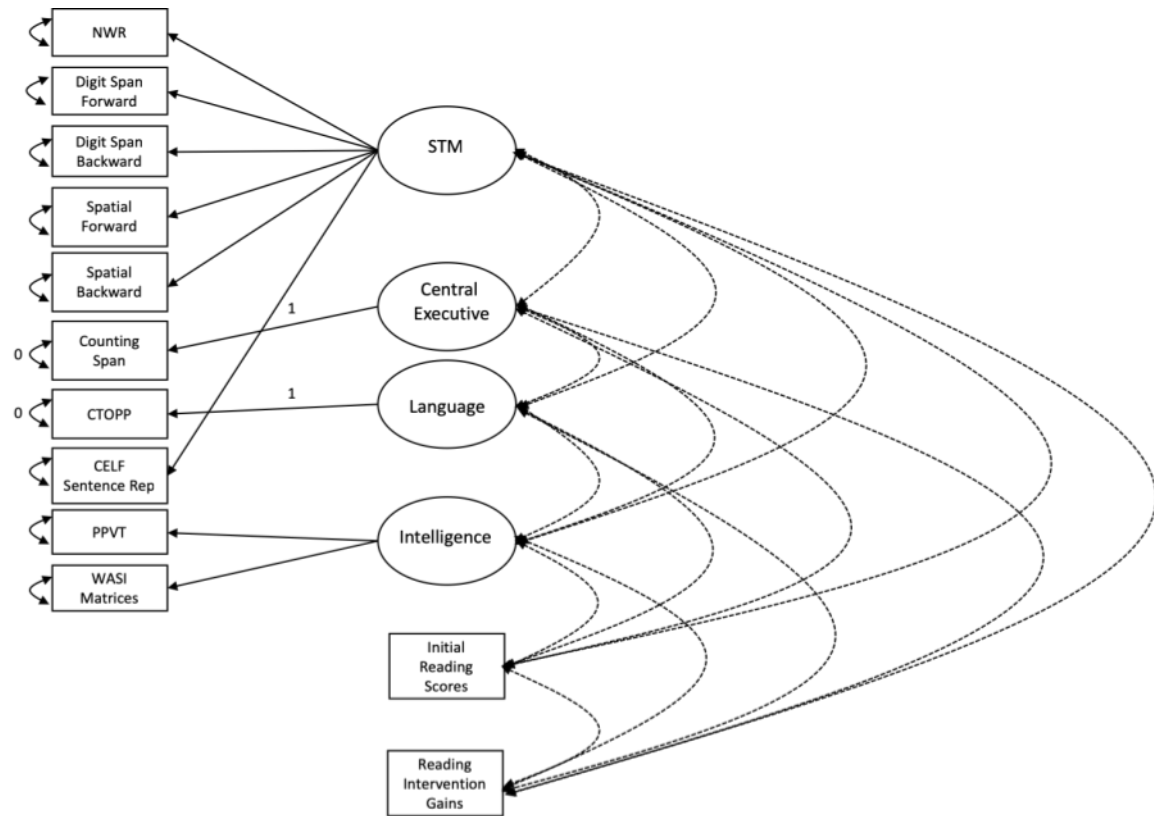 NWR
Digit Span
Forward
Digit Span
Backward
Spatial
Forward
Spatial
Backward
Counting
Span
0
CTOPP
0
CELF
Sentence Rep
PPVT
WASI
Matrices
STM
Central
Executive
1
Language
1
Intelligence
Initial
Reading
Scores
Reading
Intervention
Gains